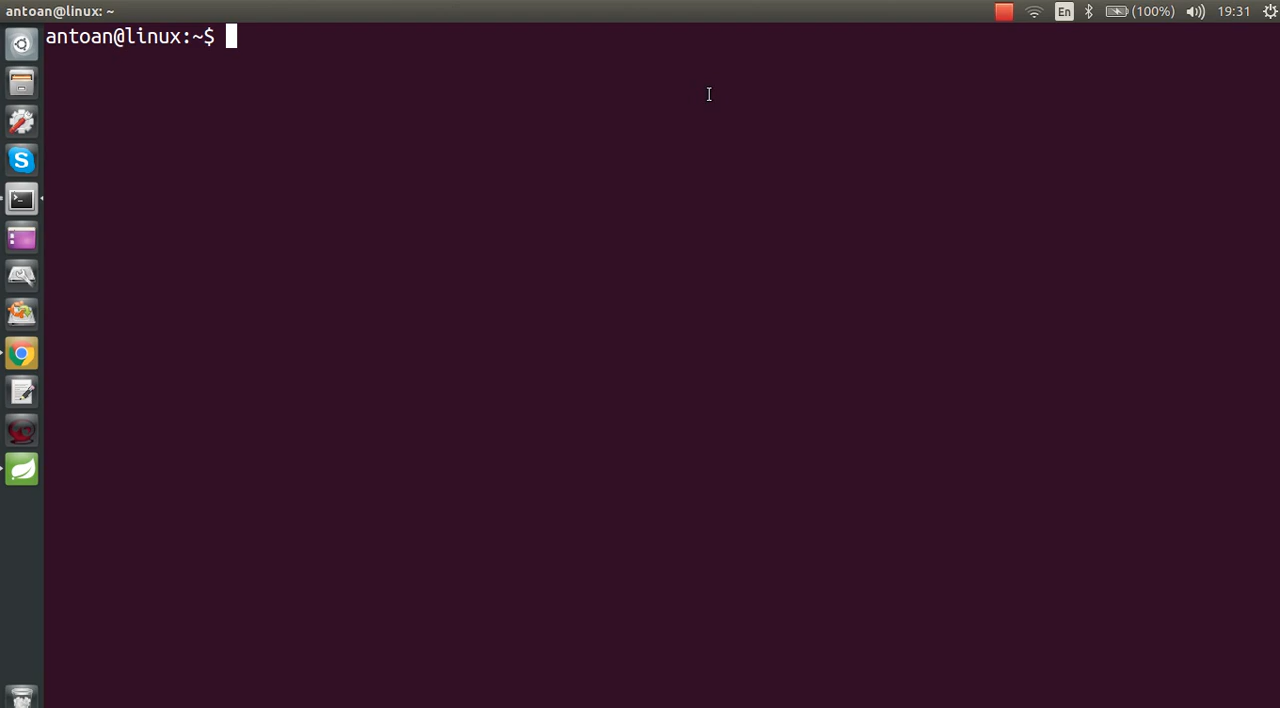 antoan@linux: ~
En
(100%)
19:31
antoan@linux:~$
S
>_